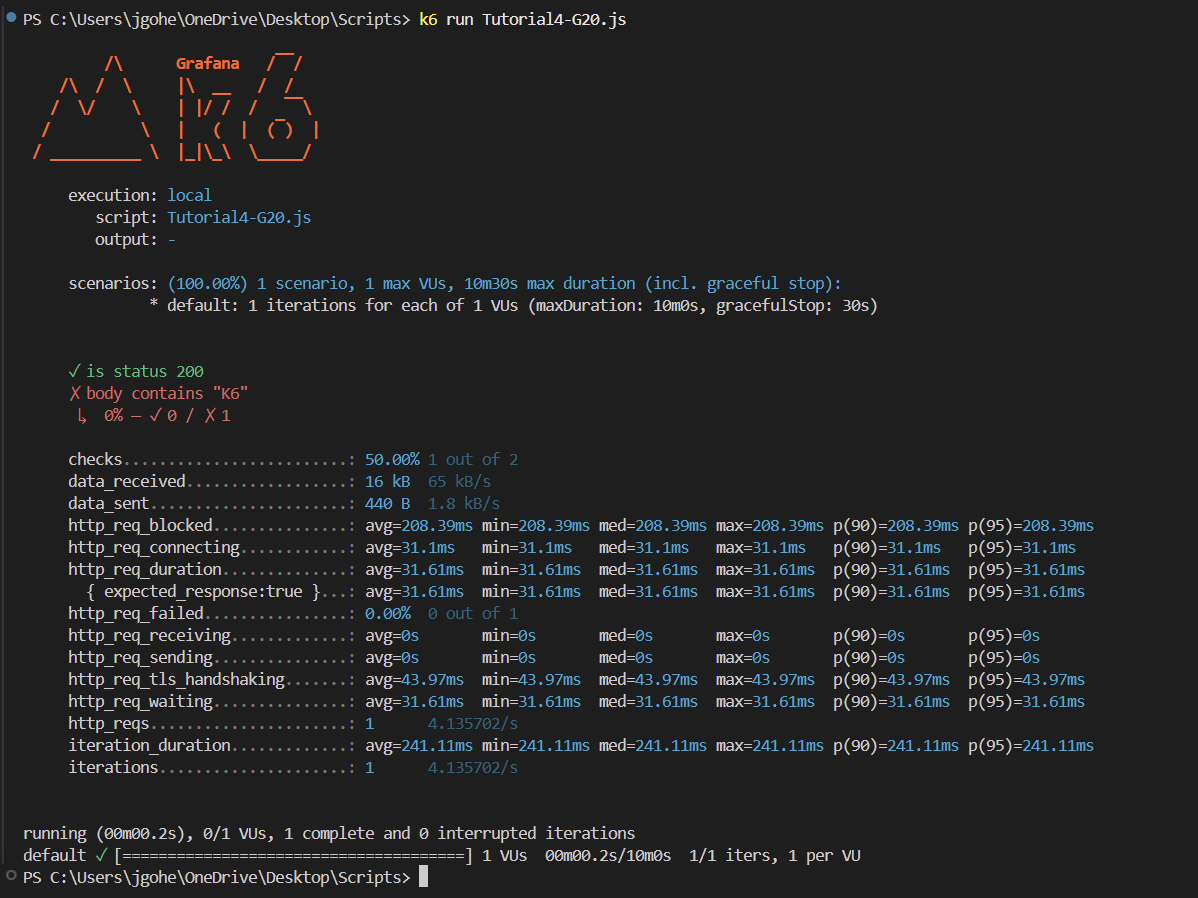 PS C:\Users\jgohe\OneDrive\Desktop\Scripts> k6 run Tutorial4-G20.js
Grafana
execution: local
script: Tutorial4-G20.js
output: -
scenarios: (100.00%) 1 scenario, 1 max VUs, 10m30s max duration (incl. graceful stop):
* default: 1 iterations for each of 1 VUs (maxDuration: 10m0s, gracefulStop: 30s)
✓ is status 200
✗ body contains "K6"
↳  0% — ✓ 0 / ✗ 1
checks.........................: 50.00% 1 out of 2
data_received..................: 16 kB  65 kB/s
data_sent......................: 440 B  1.8 kB/s
http_req_blocked...............: avg=208.39ms min=208.39ms med=208.39ms max=208.39ms p(90)=208.39ms p(95)=208.39ms
http_req_connecting............: avg=31.1ms   min=31.1ms   med=31.1ms   max=31.1ms   p(90)=31.1ms   p(95)=31.1ms
http_req_duration..............: avg=31.61ms  min=31.61ms  med=31.61ms  max=31.61ms  p(90)=31.61ms  p(95)=31.61ms
{ expected_response:true }...: avg=31.61ms  min=31.61ms  med=31.61ms  max=31.61ms  p(90)=31.61ms  p(95)=31.61ms
http_req_failed................: 0.00%  0 out of 1
http_req_receiving.............: avg=0s       min=0s       med=0s       max=0s       p(90)=0s       p(95)=0s
http_req_sending...............: avg=0s       min=0s       med=0s       max=0s       p(90)=0s       p(95)=0s
http_req_tls_handshaking.......: avg=43.97ms  min=43.97ms  med=43.97ms  max=43.97ms  p(90)=43.97ms  p(95)=43.97ms
http_req_waiting...............: avg=31.61ms  min=31.61ms  med=31.61ms  max=31.61ms  p(90)=31.61ms  p(95)=31.61ms
http_reqs......................: 1      4.135702/s
iteration_duration.............: avg=241.11ms min=241.11ms med=241.11ms max=241.11ms p(90)=241.11ms p(95)=241.11ms
iterations.....................: 1      4.135702/s
running (00m00.2s), 0/1 VUs, 1 complete and 0 interrupted iterations
default ✓ [======================================] 1 VUs  00m00.2s/10m0s  1/1 iters, 1 per VU
PS C:\Users\jgohe\OneDrive\Desktop\Scripts>